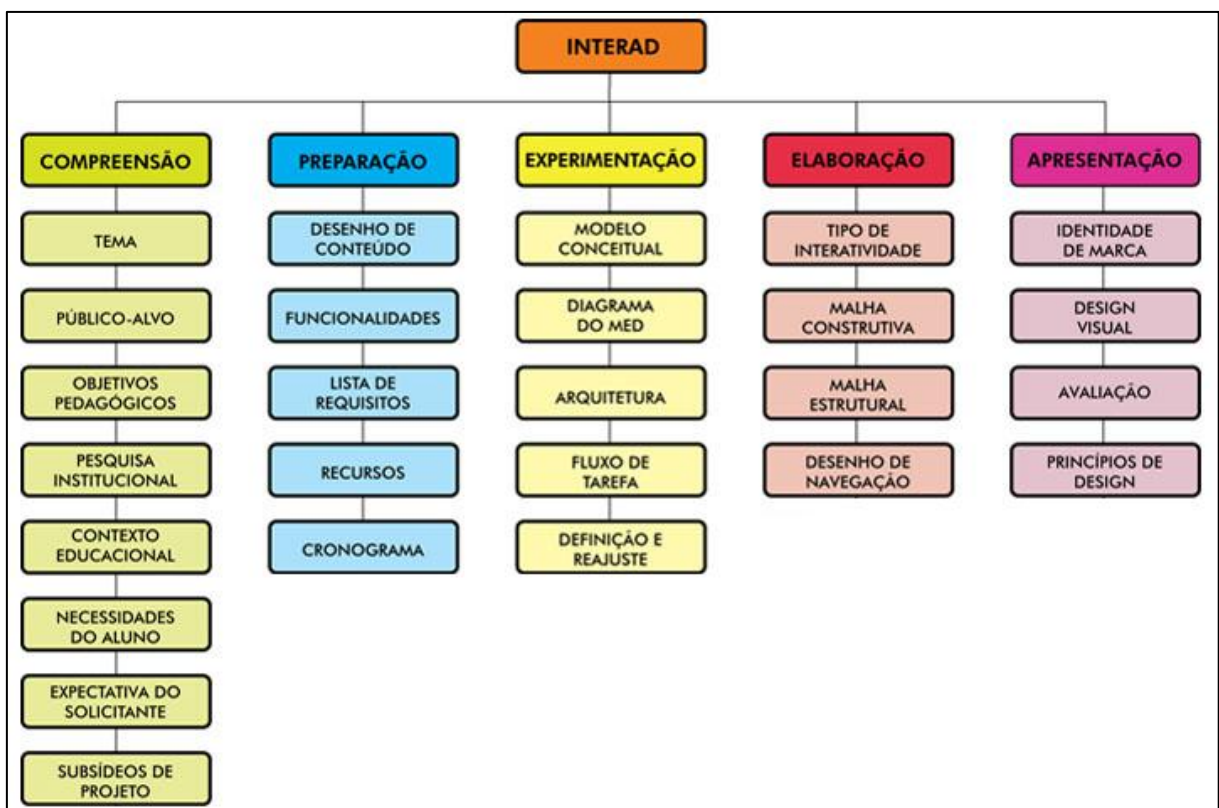 INTERAD
COMPREENSÃO
TEMA
PÚBLICO-ALVO
OBJETIVOS
PEDAGÓGICOS
PESQUISA
INSTITUCIONAL
CONTEXTO
EDUCACIONAL
NECESSIDADES
DO ALUNO
EXPECTATIVA DO
SOLICITANTE
SUBSÍDEOS DE
PROJETO
PREPARAÇÃO
DESENHO DE
CONTEÚDO
FUNCIONALIDADES
LISTA DE
REQUISITOS
RECURSOS
CRONOGRAMA
EXPERIMENTAÇÃO
MODELO
CONCEITUAL
DIAGRAMA
DO MED
ARQUITETURA
FLUXO DE
TAREFA
DEFINIÇÃO E
REAJUSTE
ELABORAÇÃO
TIPO DE
INTERATIVIDADE
MALHA
CONSTRUTIVA
MALHA
ESTRUTURAL
DESENHO DE
NAVEGAÇÃO
APRESENTAÇÃO
IDENTIDADE
DE MARCA
DESIGN
VISUAL
AVALIAÇÃO
PRINCÍPIOS DE
DESIGN